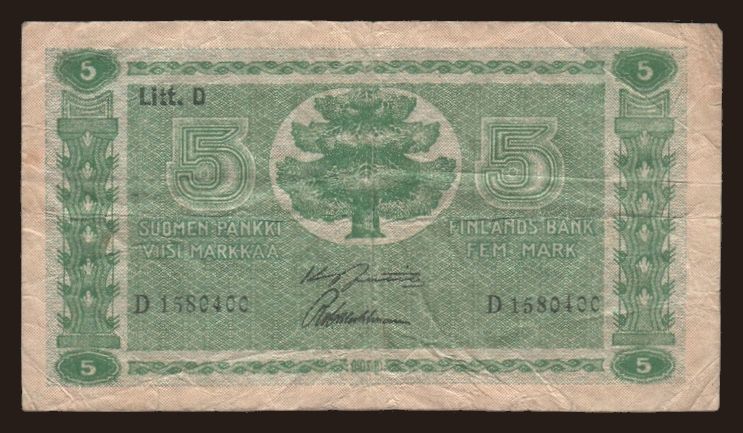 5 5
Litt. D
5 5
SUOMEN PANKKI FINLANDS BANK
VIISI MARKKAA FEM MARK
D 1580400 D 1580400
5 5